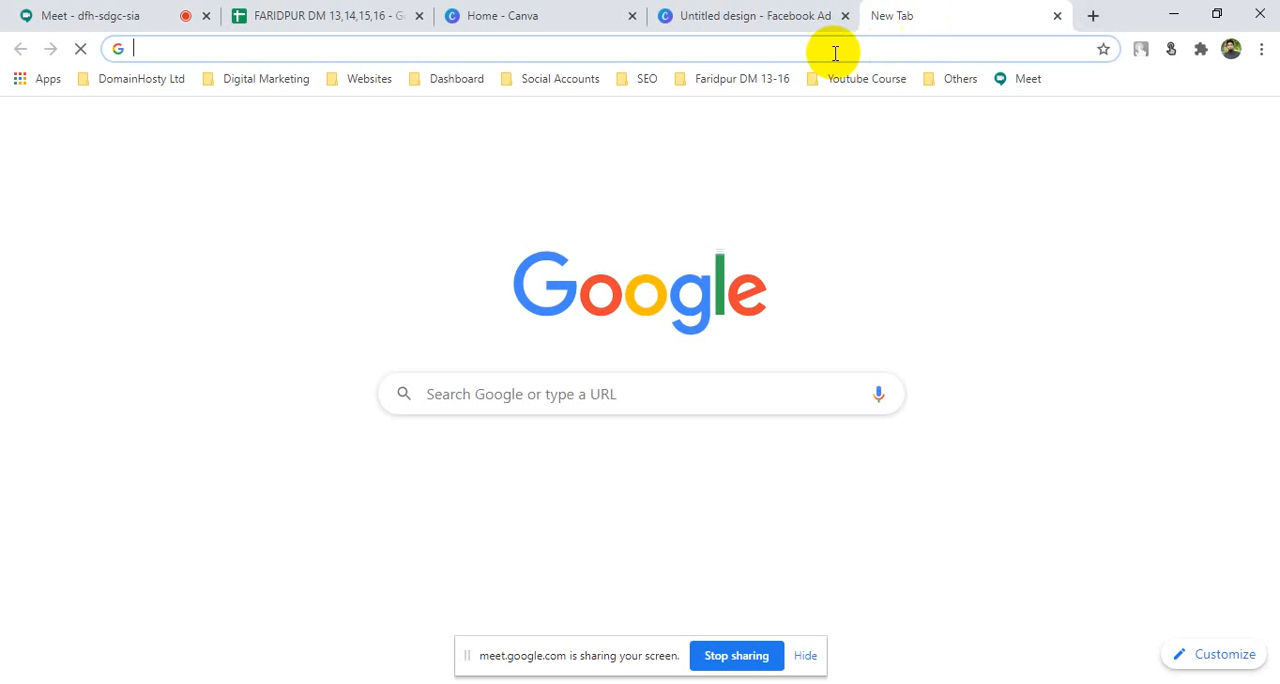 Meet - dfh-sdgc-sia
FARIDPUR DM 13,14,15,16 - G
Home - Canva
Untitled design - Facebook Ad
New Tab
Apps
DomainHosty Ltd
Digital Marketing
Websites
Dashboard
Social Accounts
SEO
Faridpur DM 13-16
Youtube Course
Others
Meet
Google
Search Google or type a URL
meet.google.com is sharing your screen.
Stop sharing
Hide
Customize